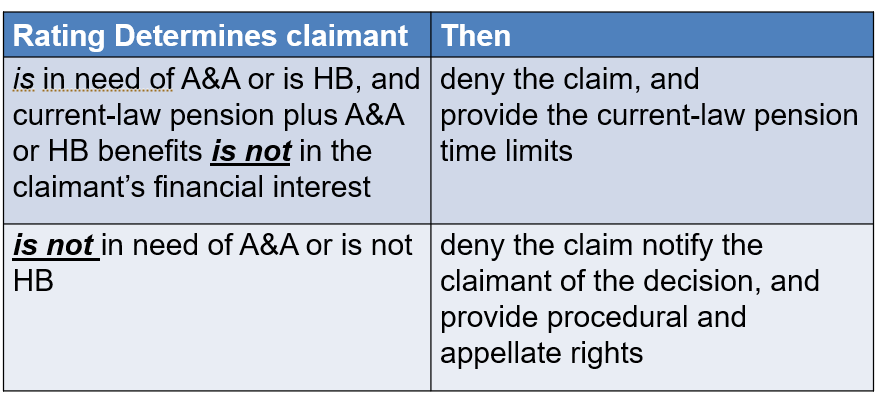 Rating Determines claimant
Then
is in need of A&A or is HB, and
current-law pension plus A&A
or HB benefits is not in the
claimant’s financial interest
deny the claim, and
provide the current-law pension
time limits
is not in need of A&A or is not
HB
deny the claim notify the
claimant of the decision, and
provide procedural and
appellate rights